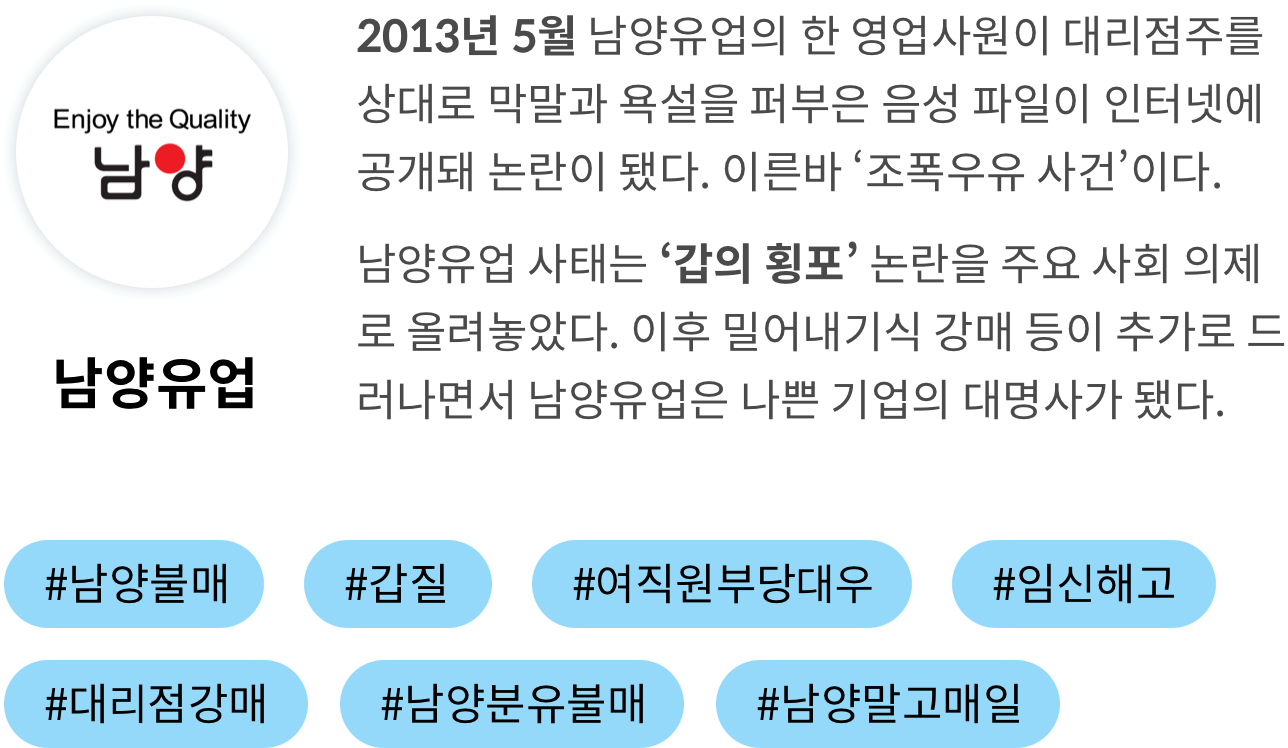 Enjoy the Quality
남양
남양유업
2013년 5월 남양유업의 한 영업사원이 대리점주를
상대로 막말과 욕설을 퍼부은 음성 파일이 인터넷에
공개돼 논란이 됐다. 이른바 ‘조폭우유 사건’이다.
남양유업 사태는 ‘갑의 횡포’ 논란을 주요 사회 의제
로 올려놓았다. 이후 밀어내기식 강매 등이 추가로 드
러나면서 남양유업은 나쁜 기업의 대명사가 됐다.
#남양불매 #갑질 #여직원부당대우 #임신해고
#대리점강매 #남양분유불매 #남양말고매일